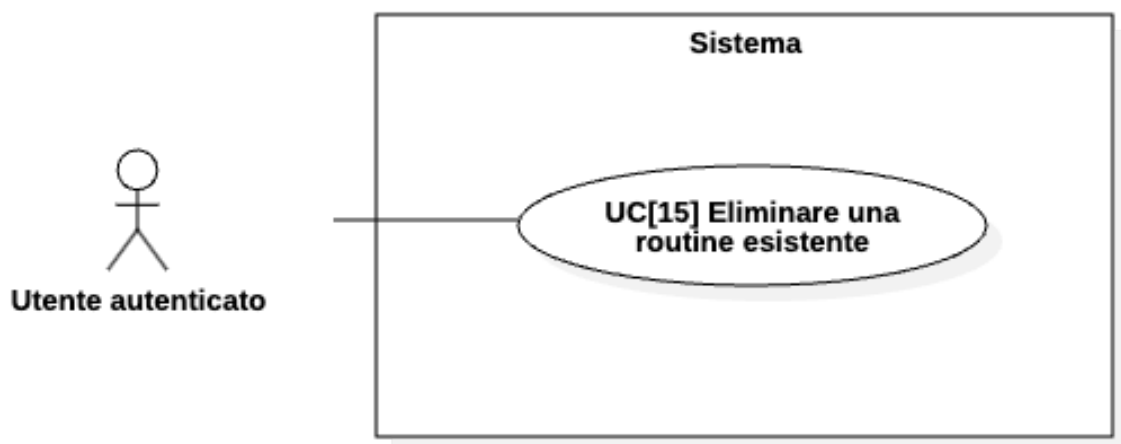 Sistema
UC[15] Eliminare una
routine esistente
Utente autenticato